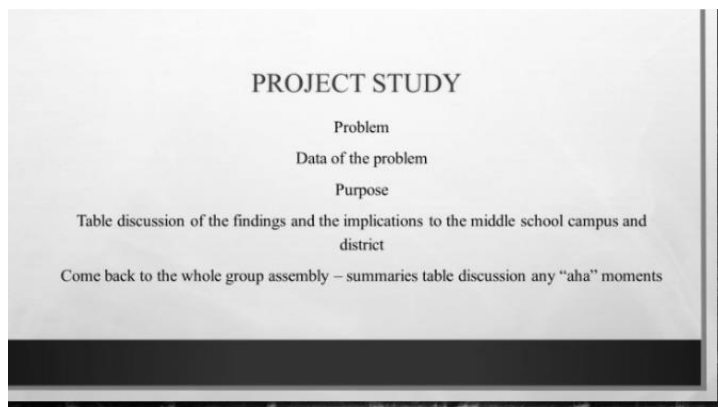 PROJECT STUDY
Problem
Data of the problem
Purpose
Table discussion of the findings and the implications to the middle school campus and
district
Come back to the whole group assembly – summaries table discussion any “aha” moments